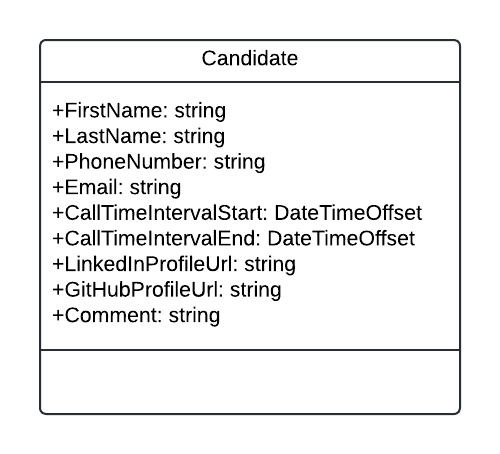 Candidate
+FirstName: string
+LastName: string
+PhoneNumber: string
+Email: string
+CallTimeIntervalStart: DateTimeOffset
+CallTimeIntervalEnd: DateTimeOffset
+LinkedInProfileUrl: string
+GitHubProfileUrl: string
+Comment: string